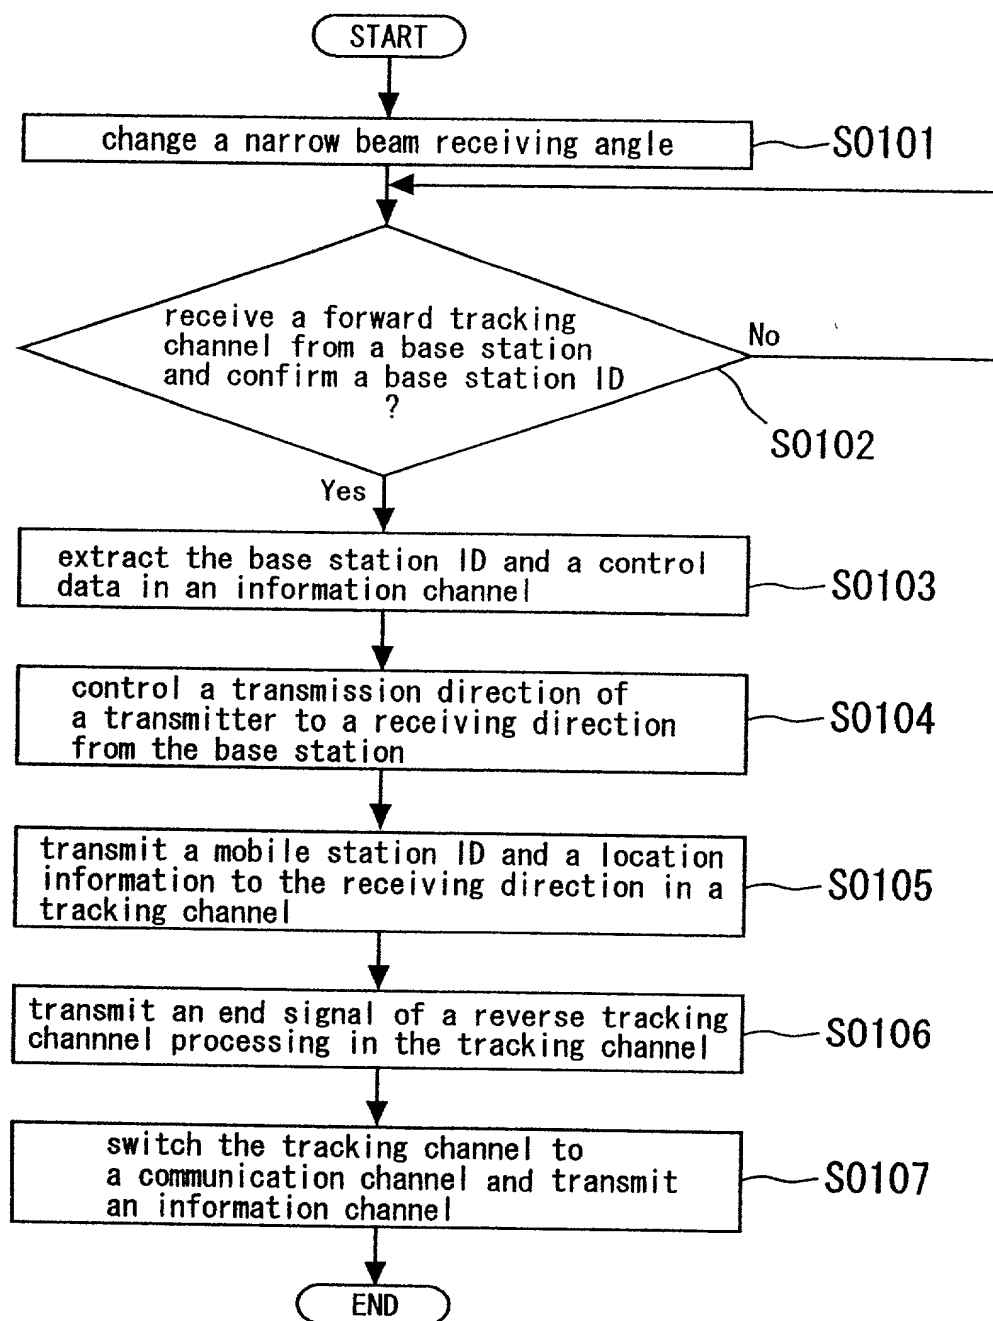 START
change a narrow beam receiving angle
S0101
receive a forward tracking
channel from a base station
and confirm a base station ID
?
No
S0102
Yes
extract the base station ID and a control
data in an information channel
S0103
control a transmission direction of
a transmitter to a receiving direction
from the base station
S0104
transmit a mobile station ID and a location
information to the receiving direction in a
tracking channel
S0105
transmit an end signal of a reverse tracking
channnel processing in the tracking channel
S0106
switch the tracking channel to
a communication channel and transmit
an information channel
S0107
END